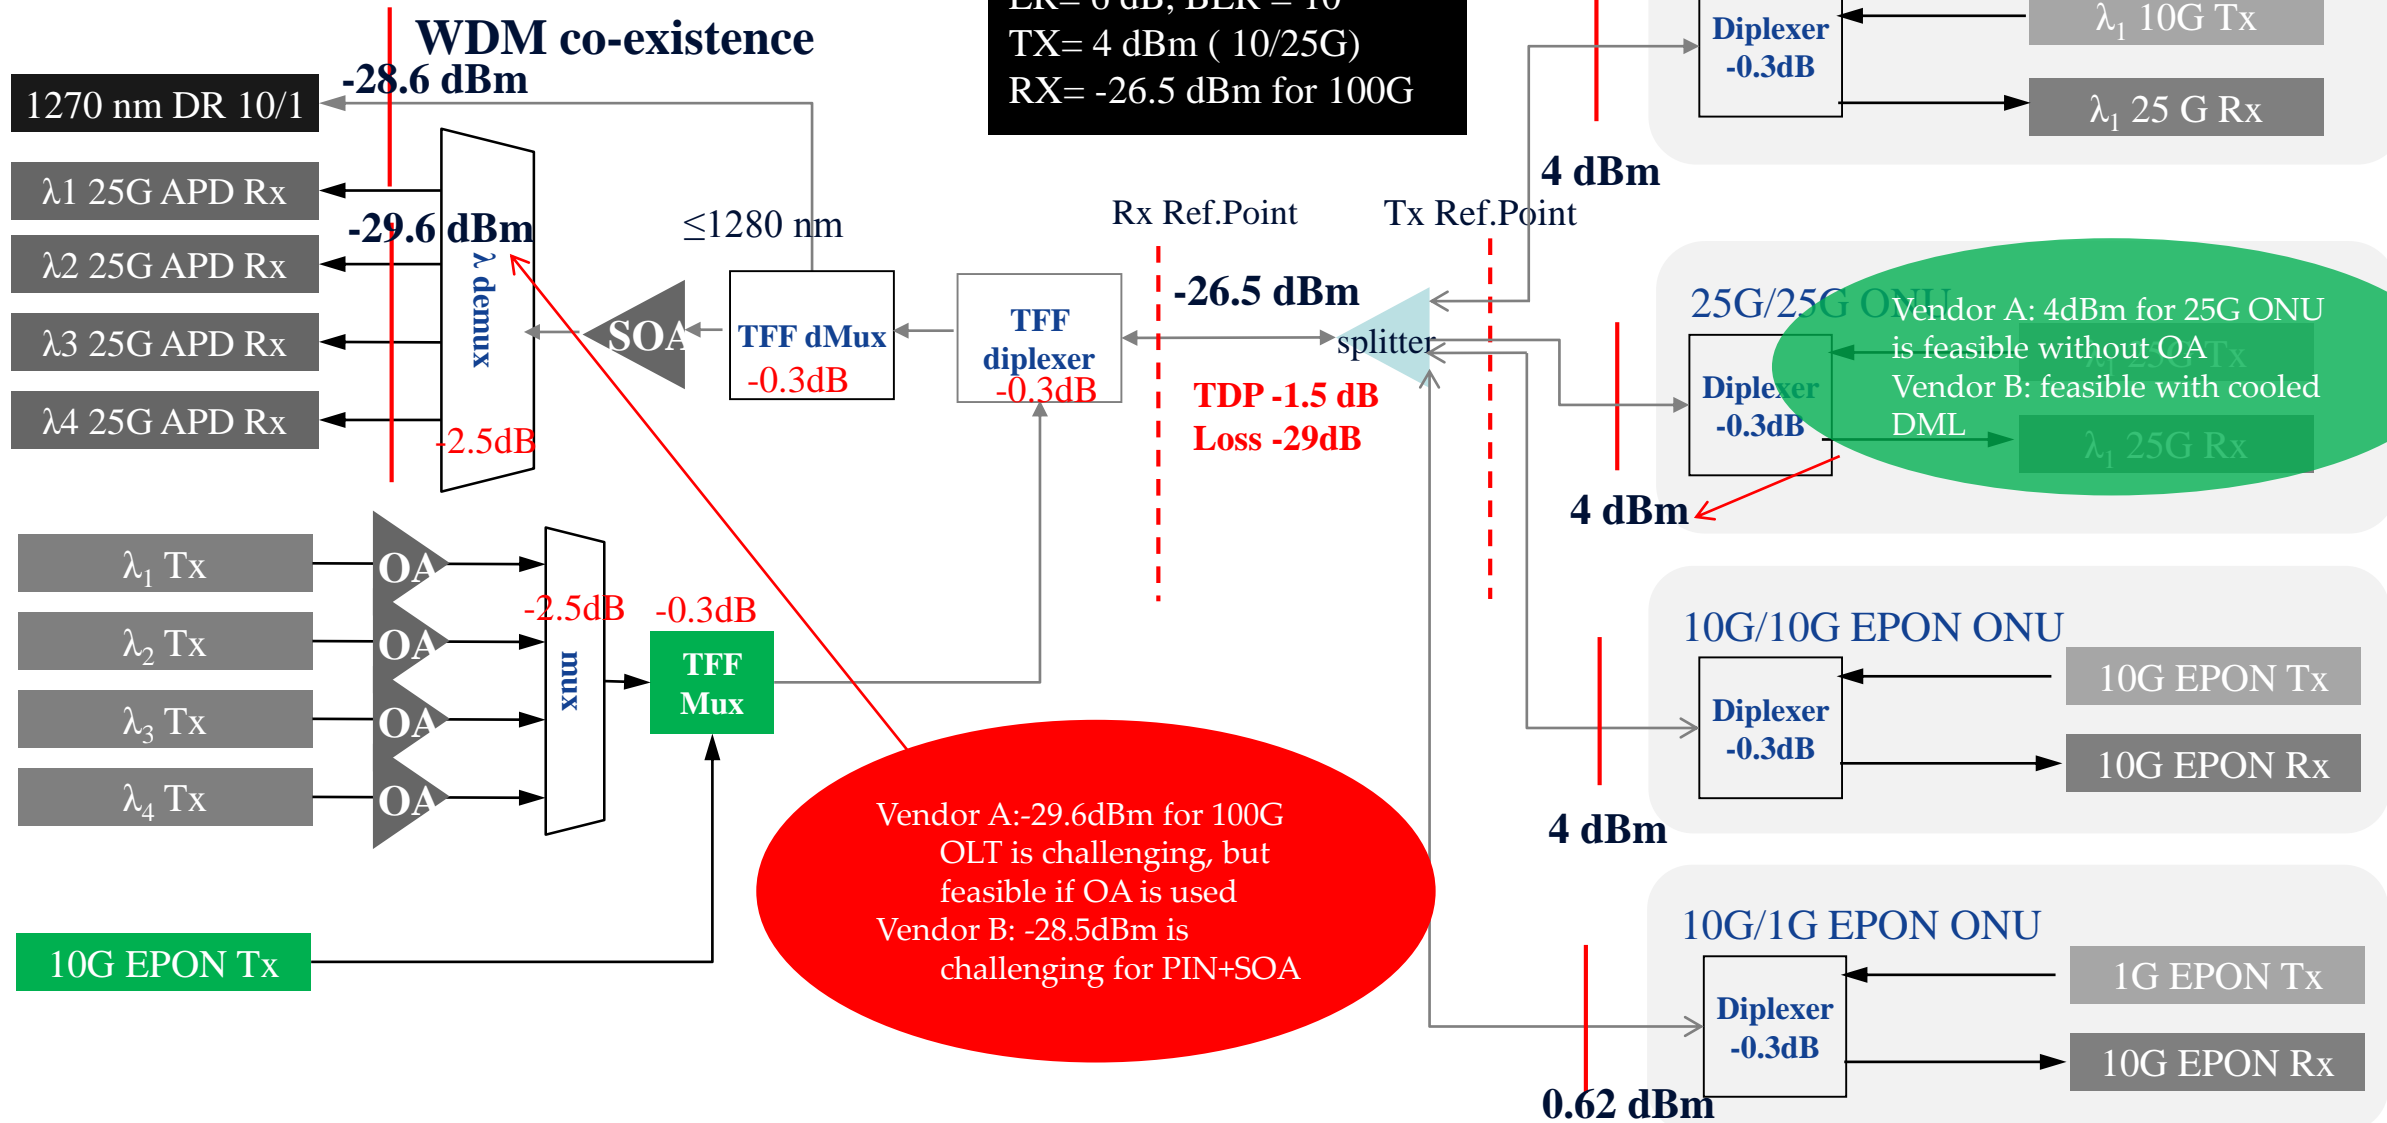 WDM co-existence
-28.6 dBm
1270 nm DR 10/1
λ1 25G APD Rx
-29.6 dBm
λ2 25G APD Rx
λ3 25G APD Rx
λ4 25G APD Rx
λ demux
-2.5dB
≤1280 nm
SOA
TFF dMux
-0.3dB
TFF
diplexer
-0.3dB
TX= 4 dBm ( 10/25G)
RX= -26.5 dBm for 100G
Rx Ref.Point
Tx Ref.Point
-26.5 dBm
splitter
TDP -1.5 dB
Loss -29dB
4 dBm
Diplexer
-0.3dB
λ1 10G Tx
λ1 25 G Rx
25G/25G ONU
Diplexer
-0.3dB
λ1 25G Tx
λ1 25G Rx
Vendor A: 4dBm for 25G ONU
is feasible without OA
Vendor B: feasible with cooled
DML
4 dBm
λ1 Tx
λ2 Tx
λ3 Tx
λ4 Tx
OA
OA
OA
OA
-2.5dB
mux
-0.3dB
TFF
Mux
10G EPON Tx
Vendor A:-29.6dBm for 100G
OLT is challenging, but
feasible if OA is used
Vendor B: -28.5dBm is
challenging for PIN+SOA
10G/10G EPON ONU
Diplexer
-0.3dB
10G EPON Tx
10G EPON Rx
4 dBm
10G/1G EPON ONU
Diplexer
-0.3dB
1G EPON Tx
10G EPON Rx
0.62 dBm